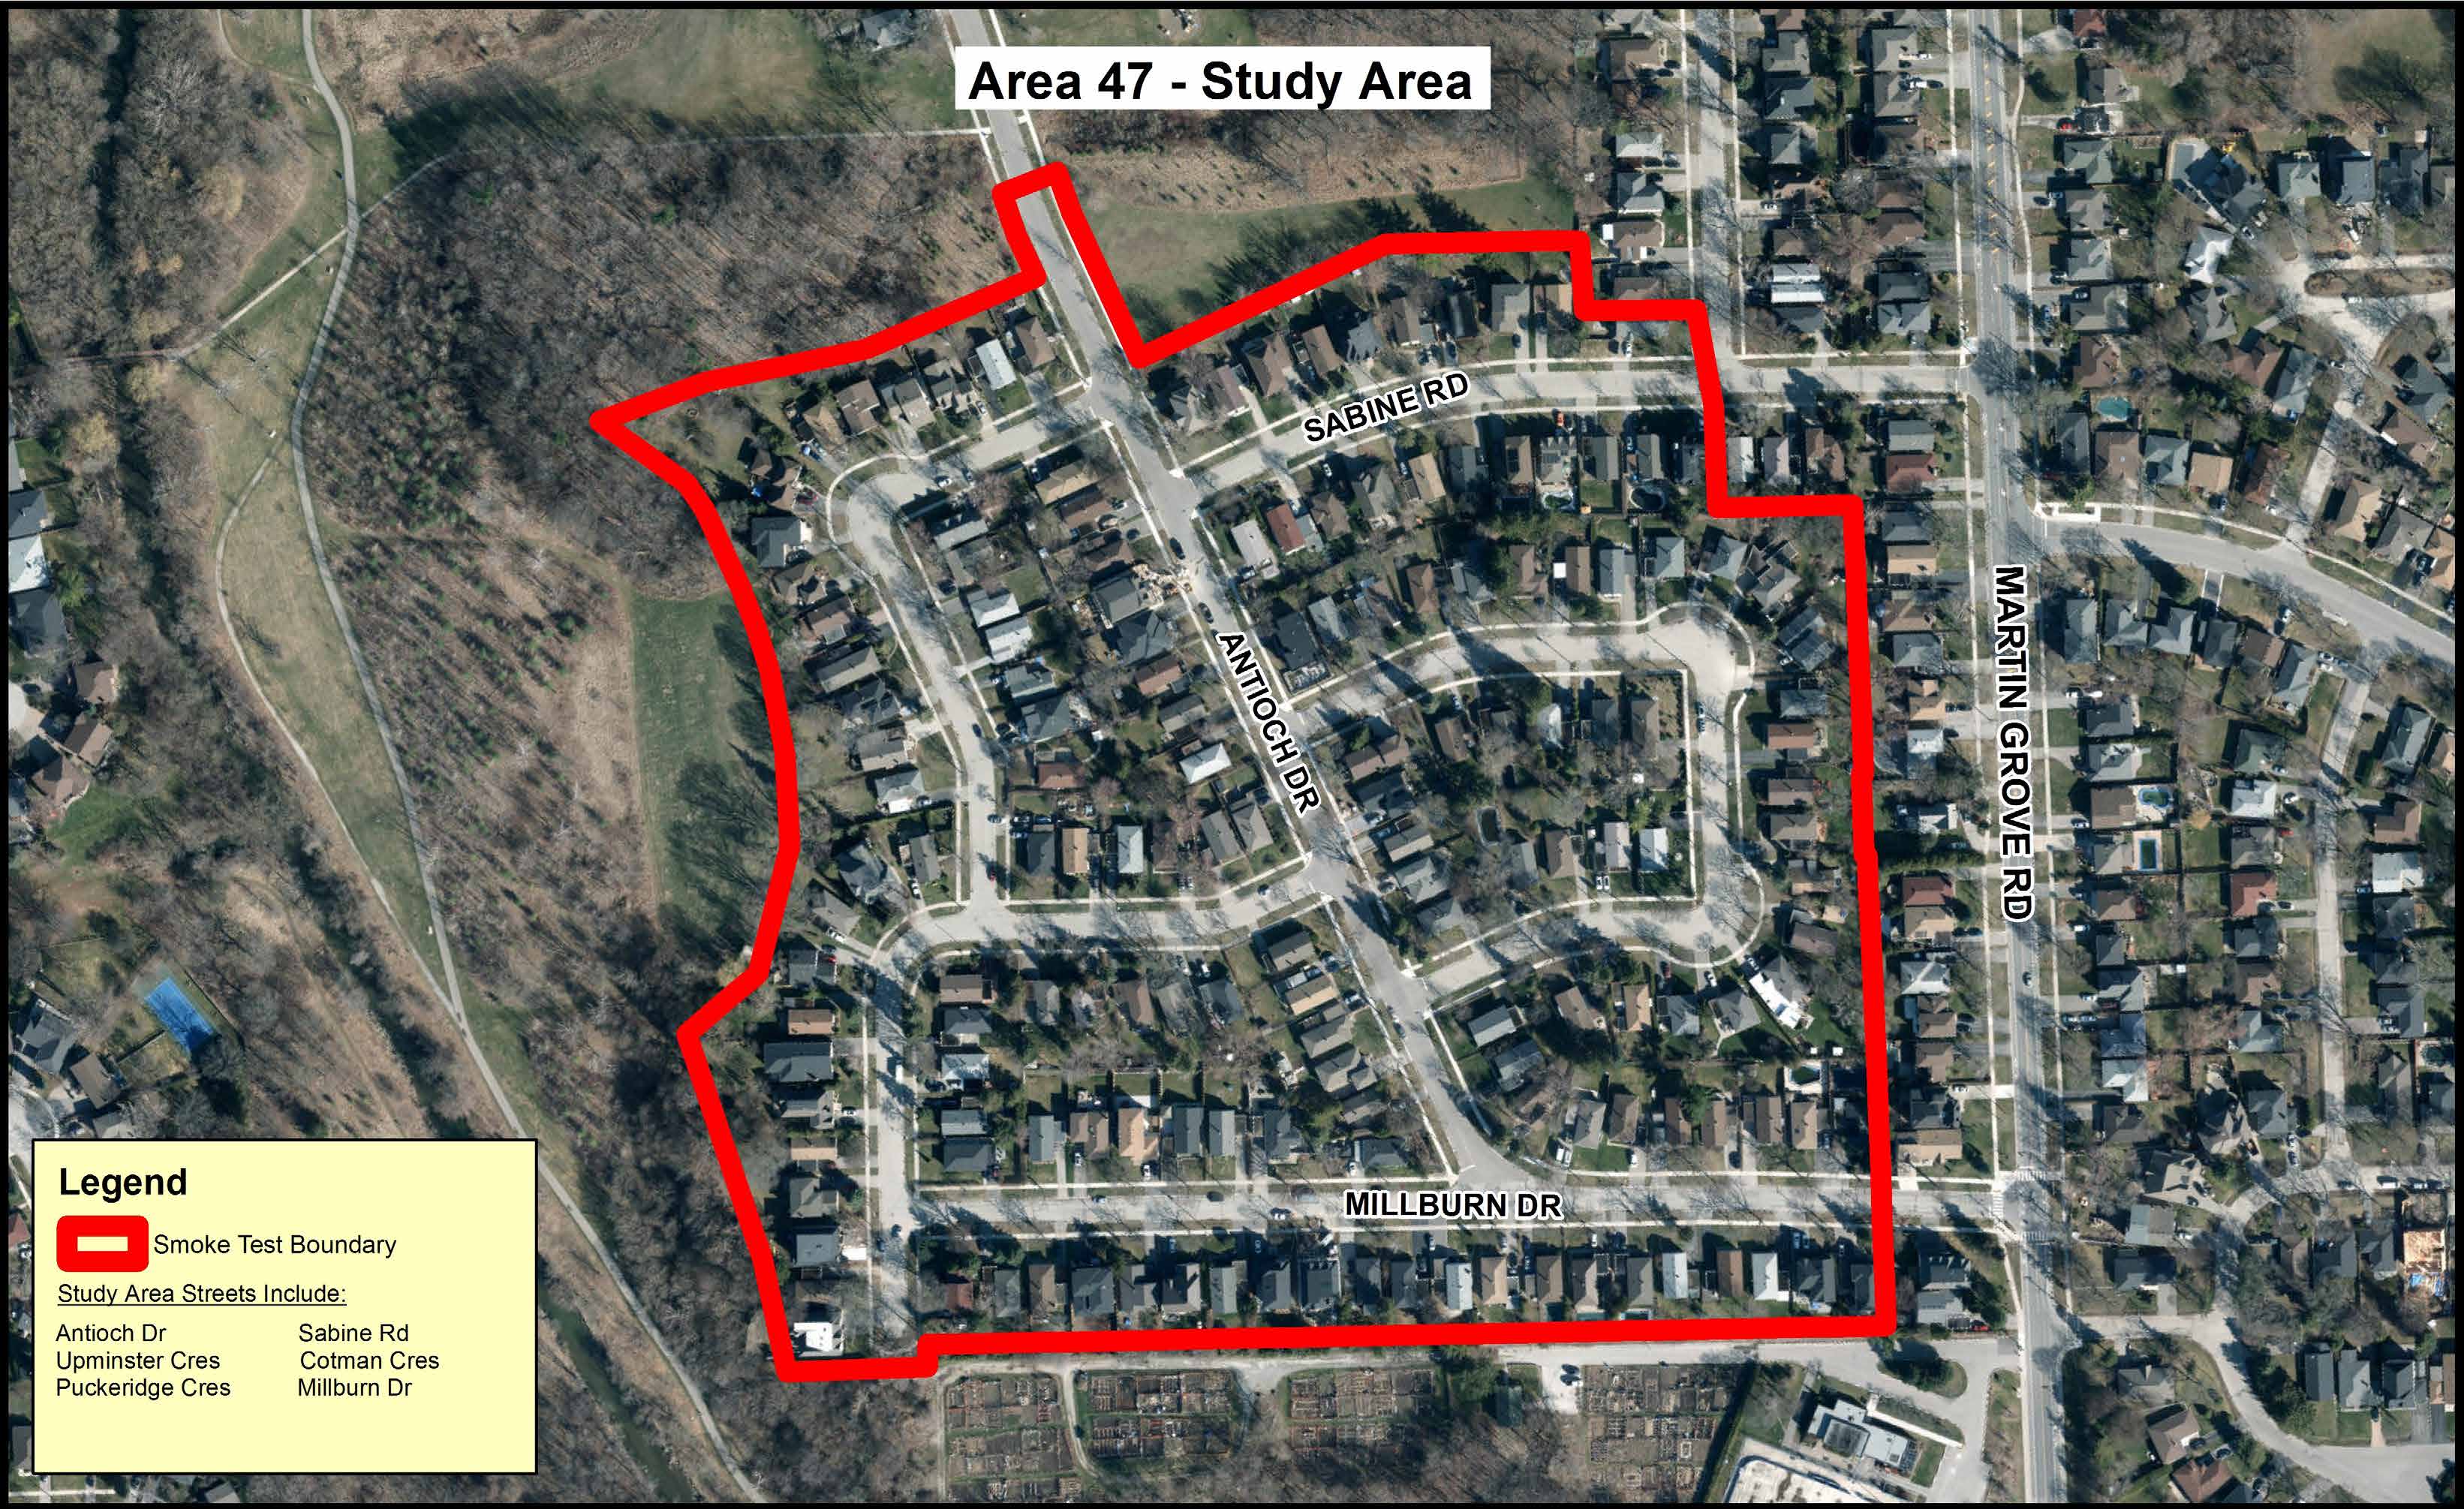 Area 47 - Study Area
SABINE RD
ANTIOCH DR
MARTIN GROVE RD
MILLBURN DR
Legend
Smoke Test Boundary
Study Area Streets Include:
Antioch Dr Sabine Rd
Upminster Cres Cotman Cres
Puckeridge Cres Millburn Dr